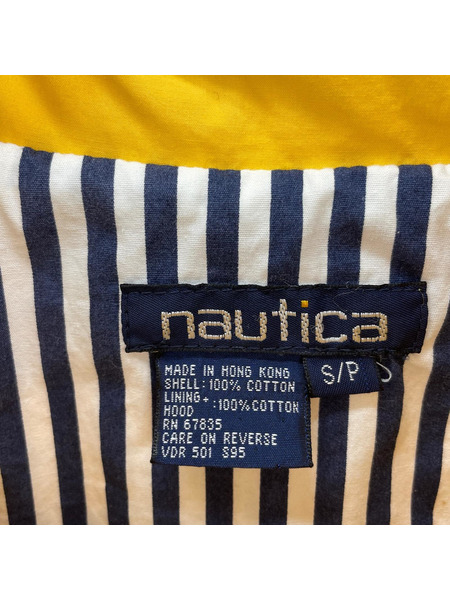 nautica
MADE IN HONG KONG
SHELL: 100% COTTON
LINING+ :100% COTTON
HOOD
RN 67835
CARE ON REVERSE
VDR 501 S95
S/P